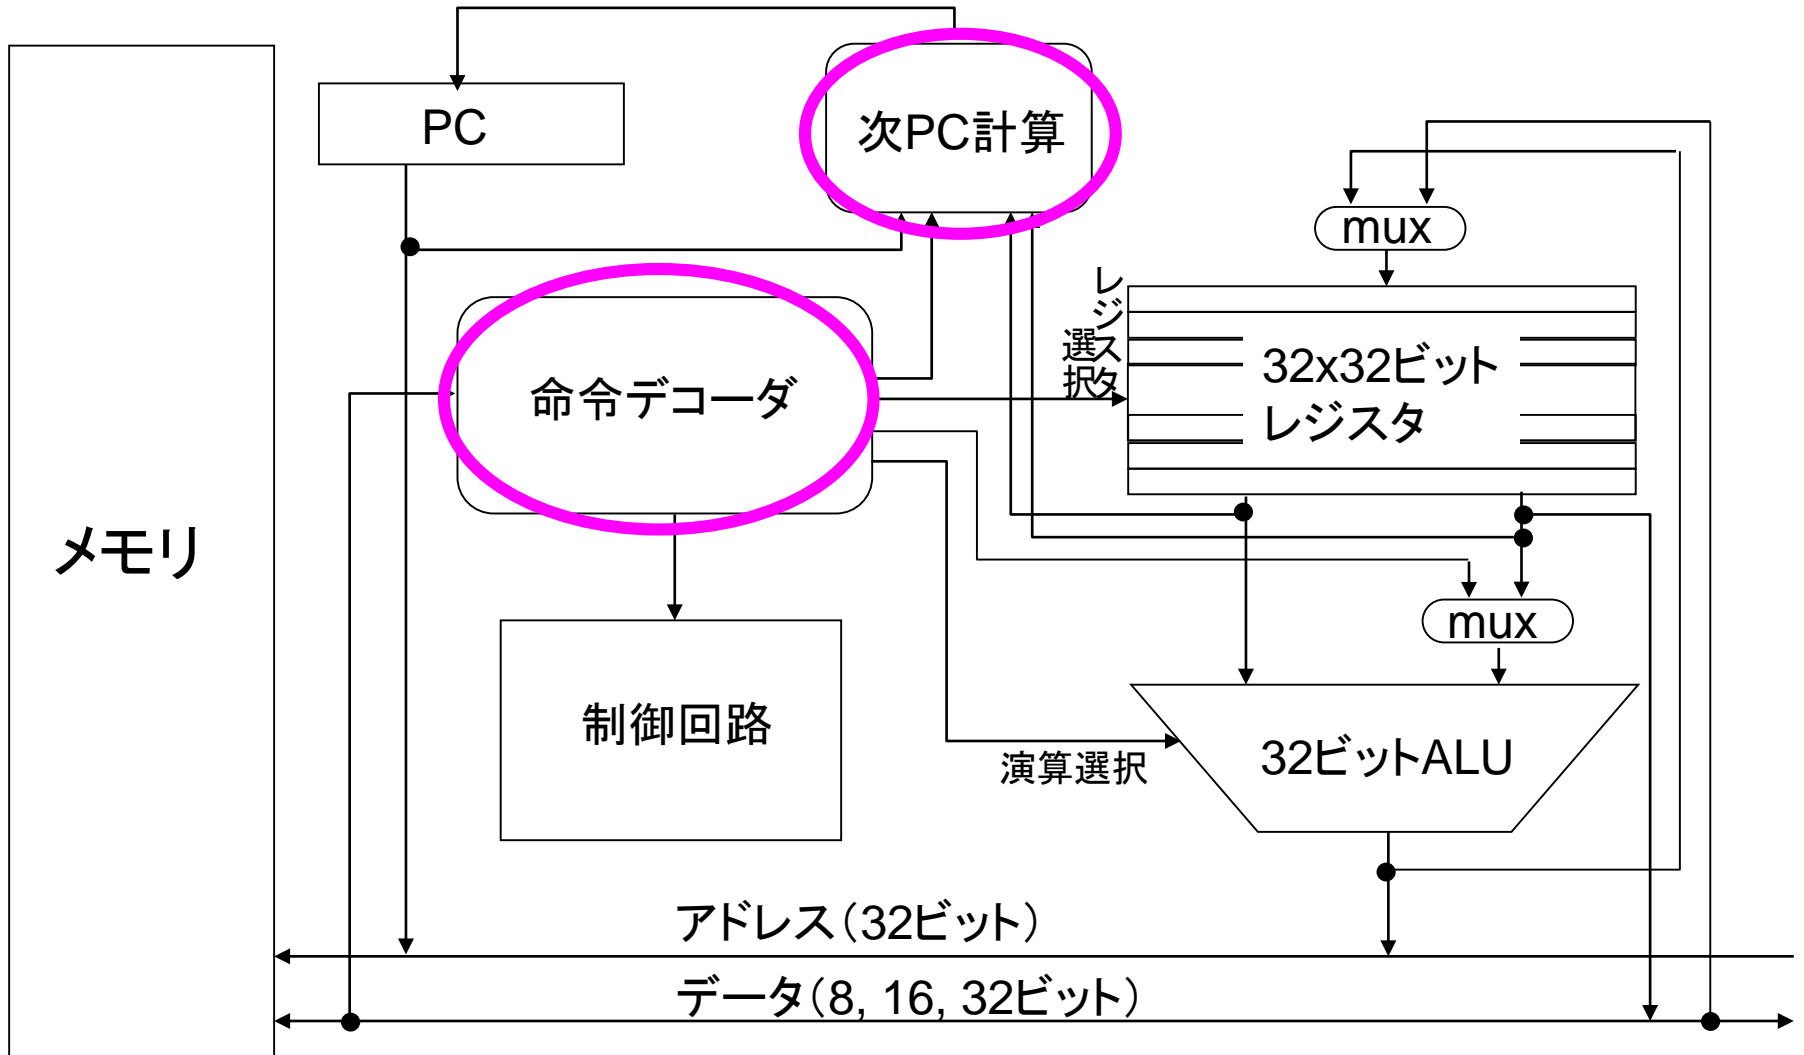 PC
次PC計算
mux
レジスタ
選択
32x32ビット
レジスタ
命令デコーダ
メモリ
mux
制御回路
演算選択
32ビットALU
アドレス（32ビット）
データ（8, 16, 32ビット）